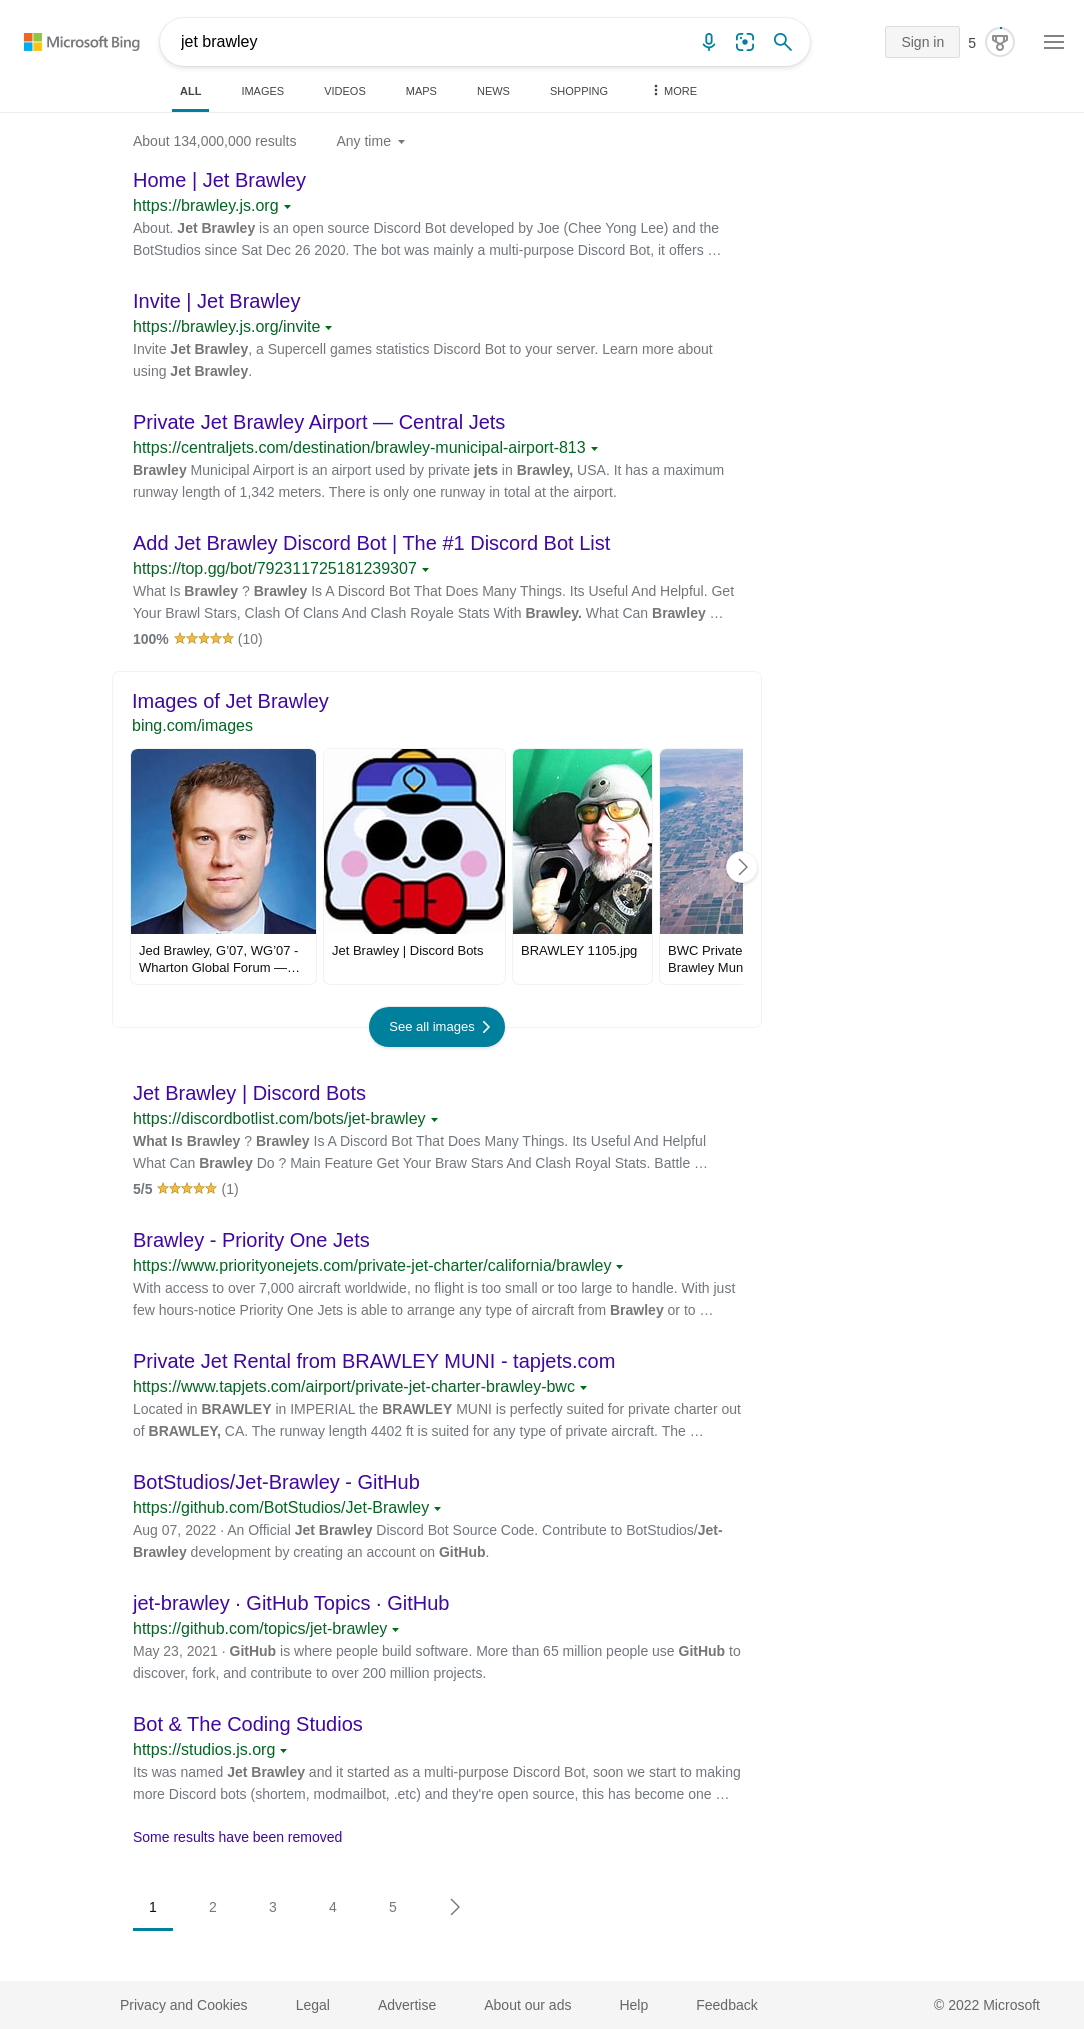 Microsoft Bing
jet brawley
Sign in
5
ALL
IMAGES
VIDEOS
MAPS
NEWS
SHOPPING
MORE
About 134,000,000 results
Any time
Home | Jet Brawley
https://brawley.js.org
About. Jet Brawley is an open source Discord Bot developed by Joe (Chee Yong Lee) and the
BotStudios since Sat Dec 26 2020. The bot was mainly a multi-purpose Discord Bot, it offers …
Invite | Jet Brawley
https://brawley.js.org/invite
Invite Jet Brawley, a Supercell games statistics Discord Bot to your server. Learn more about
using Jet Brawley.
Private Jet Brawley Airport — Central Jets
https://centraljets.com/destination/brawley-municipal-airport-813
Brawley Municipal Airport is an airport used by private jets in Brawley, USA. It has a maximum
runway length of 1,342 meters. There is only one runway in total at the airport.
Add Jet Brawley Discord Bot | The #1 Discord Bot List
https://top.gg/bot/792311725181239307
What Is Brawley ? Brawley Is A Discord Bot That Does Many Things. Its Useful And Helpful. Get
Your Brawl Stars, Clash Of Clans And Clash Royale Stats With Brawley. What Can Brawley …
100% (10)
Images of Jet Brawley
bing.com/images
Jed Brawley, G’07, WG’07 -
Wharton Global Forum —…
Jet Brawley | Discord Bots
BRAWLEY 1105.jpg
BWC Private
Brawley Mun
See all images
Jet Brawley | Discord Bots
https://discordbotlist.com/bots/jet-brawley
What Is Brawley ? Brawley Is A Discord Bot That Does Many Things. Its Useful And Helpful
What Can Brawley Do ? Main Feature Get Your Braw Stars And Clash Royal Stats. Battle …
5/5 (1)
Brawley - Priority One Jets
https://www.priorityonejets.com/private-jet-charter/california/brawley
With access to over 7,000 aircraft worldwide, no flight is too small or too large to handle. With just
few hours-notice Priority One Jets is able to arrange any type of aircraft from Brawley or to …
Private Jet Rental from BRAWLEY MUNI - tapjets.com
https://www.tapjets.com/airport/private-jet-charter-brawley-bwc
Located in BRAWLEY in IMPERIAL the BRAWLEY MUNI is perfectly suited for private charter out
of BRAWLEY, CA. The runway length 4402 ft is suited for any type of private aircraft. The …
BotStudios/Jet-Brawley - GitHub
https://github.com/BotStudios/Jet-Brawley
Aug 07, 2022 · An Official Jet Brawley Discord Bot Source Code. Contribute to BotStudios/Jet-
Brawley development by creating an account on GitHub.
jet-brawley · GitHub Topics · GitHub
https://github.com/topics/jet-brawley
May 23, 2021 · GitHub is where people build software. More than 65 million people use GitHub to
discover, fork, and contribute to over 200 million projects.
Bot & The Coding Studios
https://studios.js.org
Its was named Jet Brawley and it started as a multi-purpose Discord Bot, soon we start to making
more Discord bots (shortem, modmailbot, .etc) and they're open source, this has become one …
Some results have been removed
1
2
3
4
5
Privacy and Cookies
Legal
Advertise
About our ads
Help
Feedback
© 2022 Microsoft